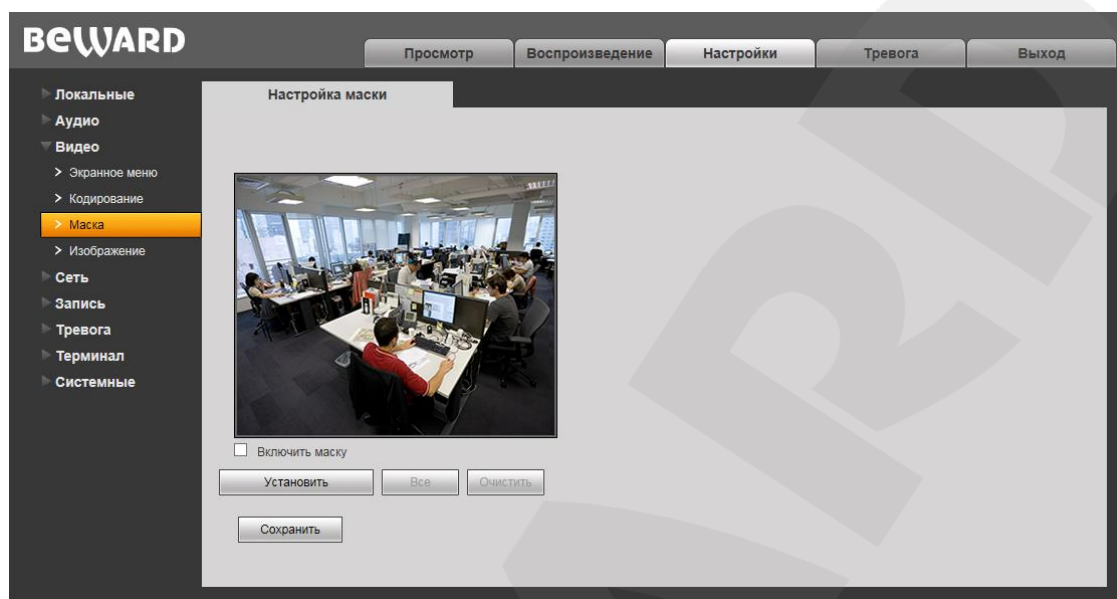 BEWARD
Просмотр
Воспроизведение
Настройки
Тревога
Выход
Локальные
Аудио
Видео
Экранное меню
Кодирование
Маска
Изображение
Сеть
Запись
Тревога
Терминал
Системные
Настройка маски
Включить маску
Установить
Все
Очистить
Сохранить